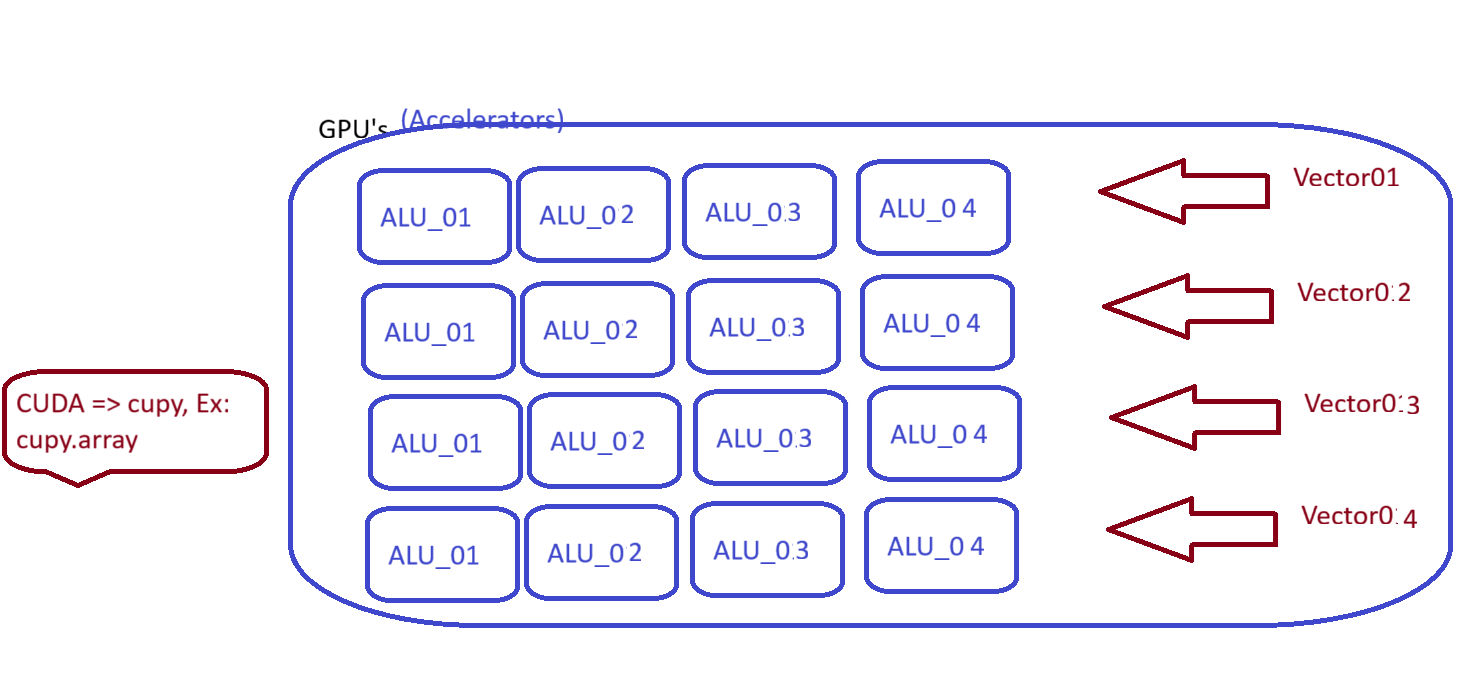 GPU's (Accelerators)
ALU_01 ALU_02 ALU_03 ALU_04 Vector01
ALU_01 ALU_02 ALU_03 ALU_04 Vector02
CUDA => cupy, Ex:
cupy.array
ALU_01 ALU_02 ALU_03 ALU_04 Vector03
ALU_01 ALU_02 ALU_03 ALU_04 Vector04